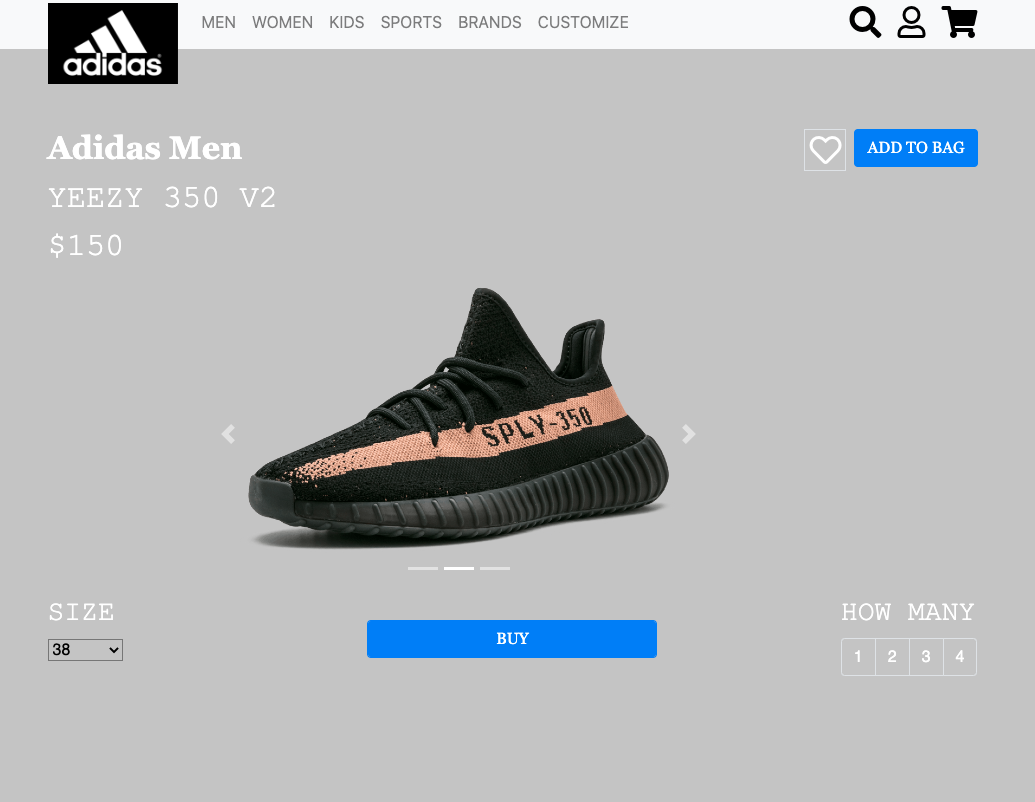 adidas
MEN WOMEN KIDS SPORTS BRANDS CUSTOMIZE
Adidas Men
ADD TO BAG
YEEZY 350 V2
$150
SPLY-350
SIZE
HOW MANY
38
BUY
1 2 3 4